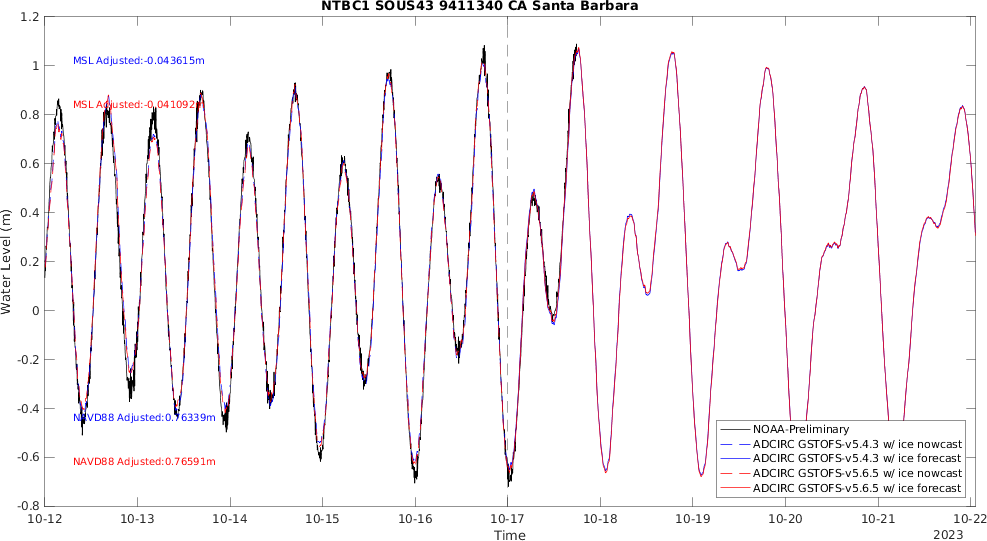 NTBC1 SOUS43 9411340 CA Santa Barbara
1.2
1
0.8
0.6
0.4
0.2
0
-0.2
-0.4
-0.6
-0.8
Water Level (m)
MSL Adjusted:-0.043615m
MSL Adjusted:-0.041092m
NAVD88 Adjusted:0.76339m
NAVD88 Adjusted:0.76591m
NOAA-Preliminary
ADCIRC GSTOFS-v5.4.3 w/ ice nowcast
ADCIRC GSTOFS-v5.4.3 w/ ice forecast
ADCIRC GSTOFS-v5.6.5 w/ ice nowcast
ADCIRC GSTOFS-v5.6.5 w/ ice forecast
10-12 10-13 10-14 10-15 10-16 10-17 10-18 10-19 10-20 10-21 10-22
Time
2023